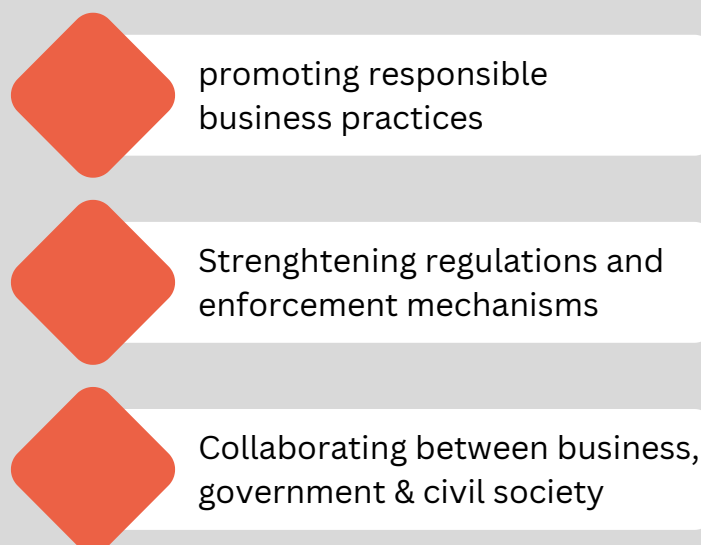 promoting responsible
business practices
Strenghtening regulations and
enforcement mechanisms
Collaborating between business,
government & civil society